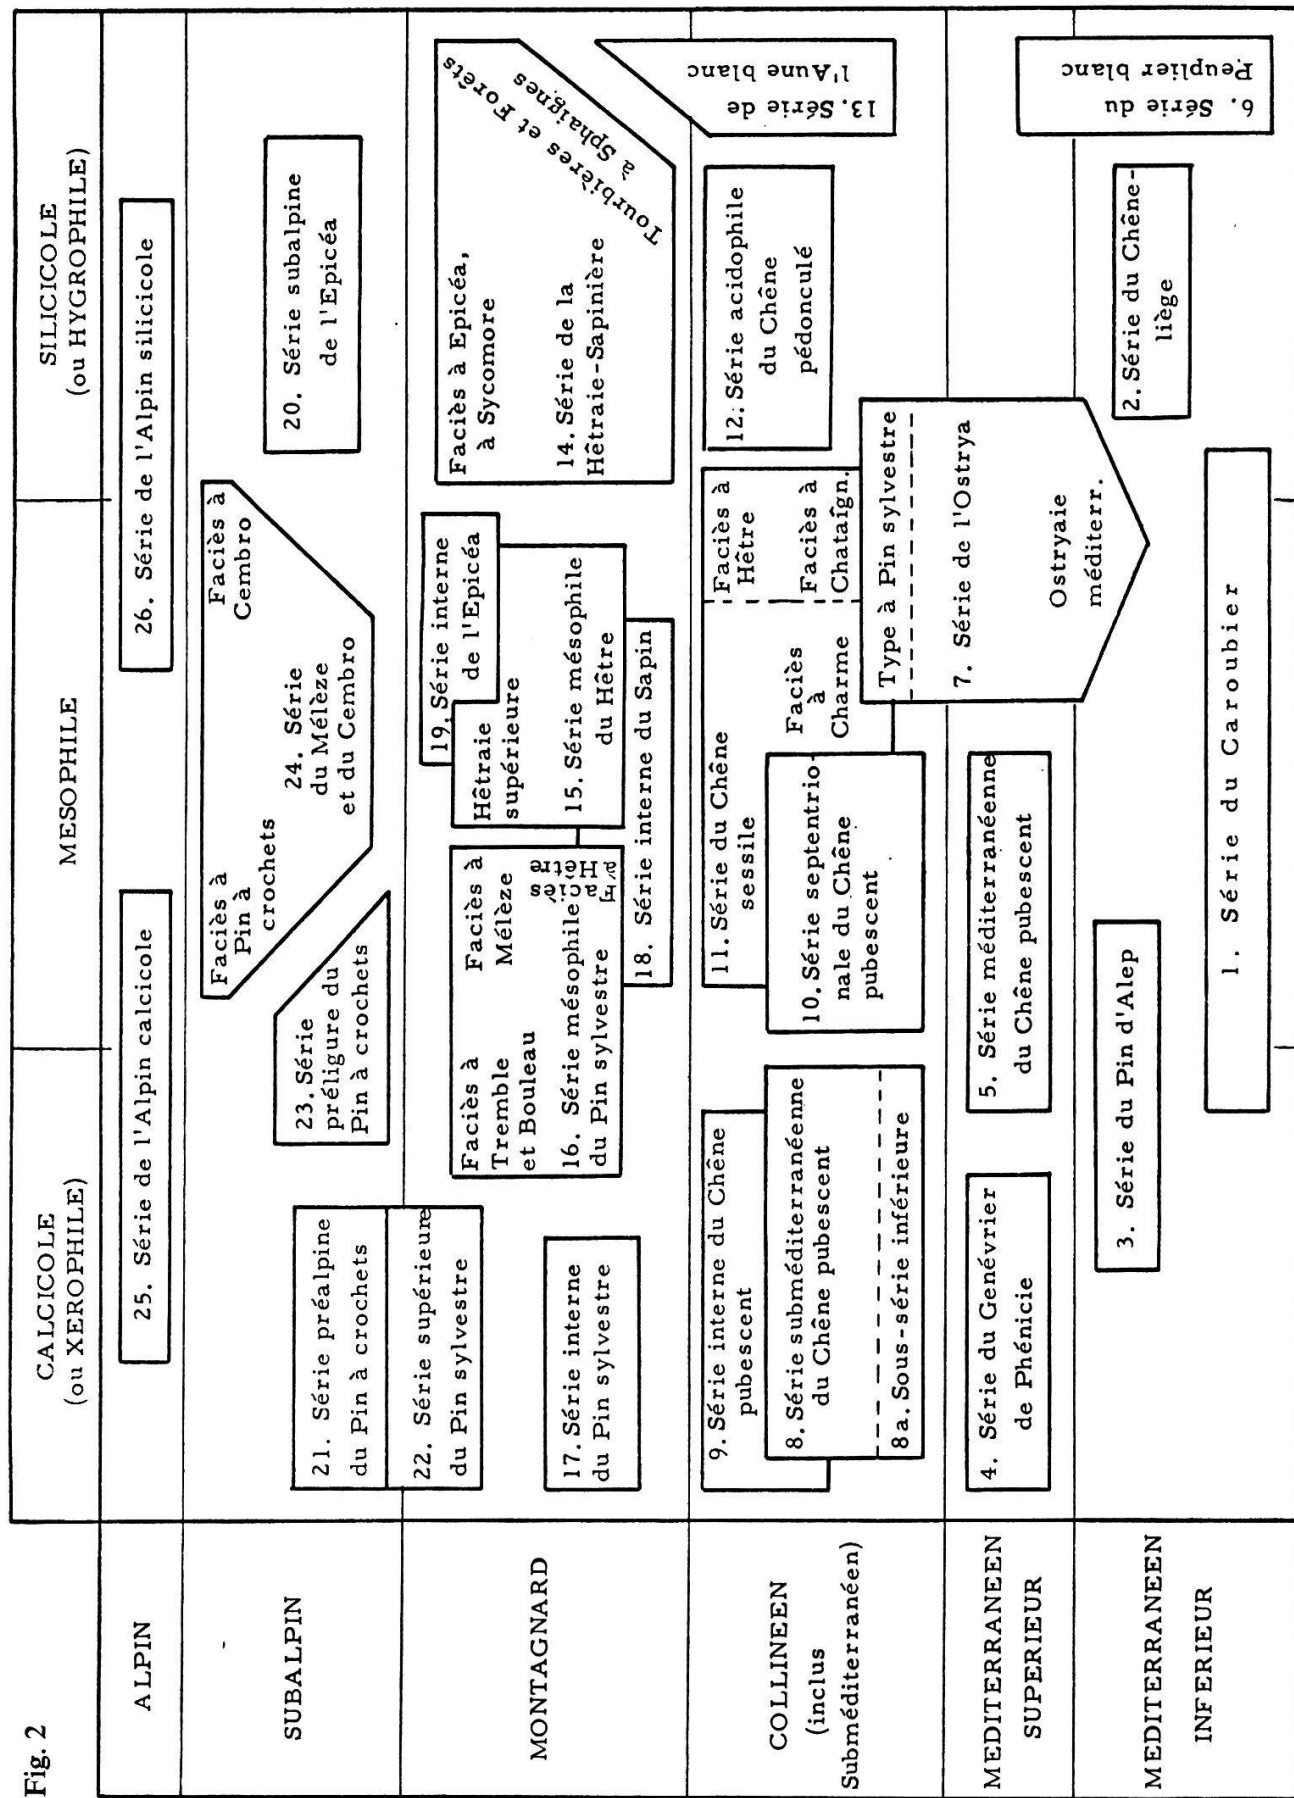 Fig. 2
CALCICOLE
(ou XEROPHILE)
MESOPHILE
SILICICOLE
(ou HYGROPHILE)
ALPIN
25. Série de l'Alpin calcicole
26. Série de l'Alpin silicicole
SUBALPIN
21. Série préalpine
du Pin à crochets
23. Série
préligure du
Pin à crochets
Faciès à
Pin à
crochets
24. Série
du Mélèze
et du Cembro
Faciès à
Cembro
20. Série subalpine
de l'Epicéa
MONTAGNARD
22. Série supérieure
du Pin sylvestre
17. Série interne
du Pin sylvestre
Faciès à
Tremble
et Bouleau
Faciès à
Mélèze
16. Série mésophile
du Pin sylvestre
Faciès
à Hêtre
19. Série interne
de l'Epicéa
Hêtraie
supérieure
15. Série mésophile
du Hêtre
18. Série interne du Sapin
Faciès à Epicéa,
à Sycomore
14. Série de la
Hêtraie-Sapinière
Tourbières et Forêts
à Sphaignes
COLLINEEN
(inclus
Subméditerranéen)
9. Série interne du Chêne
pubescent
8. Série subméditerranéenne
du Chêne pubescent
8a. Sous-série inférieure
11. Série du Chêne
sessile
10. Série septentrio-
nale du Chêne
pubescent
Faciès
à
Charme
Faciès à
Hêtre
Faciès à
Chataîgn.
12. Série acidophile
du Chêne
pédonculé
13. Série de
l'Aune blanc
Type à Pin sylvestre
7. Série de l'Ostrya
Ostryaie
méditerr.
MEDITERRANEEN
SUPERIEUR
4. Série du Genévrier
de Phénicie
5. Série méditerranéenne
du Chêne pubescent
MEDITERRANEEN
INFERIEUR
3. Série du Pin d'Alep
2. Série du Chêne-
liège
6. Série du
Peuplier blanc
1. Série du Caroubier